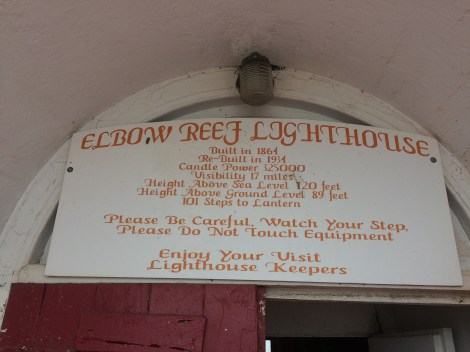 ELBOW REEF LIGHTHOUSE
Built in 1864
Re-Built in 1934
Candle Power 325000
Visibility 17 miles
Height Above Sea Level 120 feet
Height Above Ground Level 89 feet
101 Steps to Lantern
Please Be Careful, Watch Your Step,
Please Do Not Touch Equipment
Enjoy Your Visit
Lighthouse Keepers